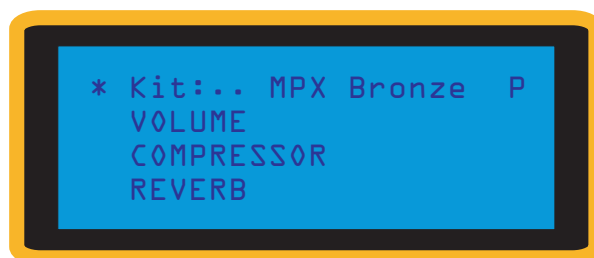 * Kit:.. MPX Bronze P
VOLUME
COMPRESSOR
REVERB